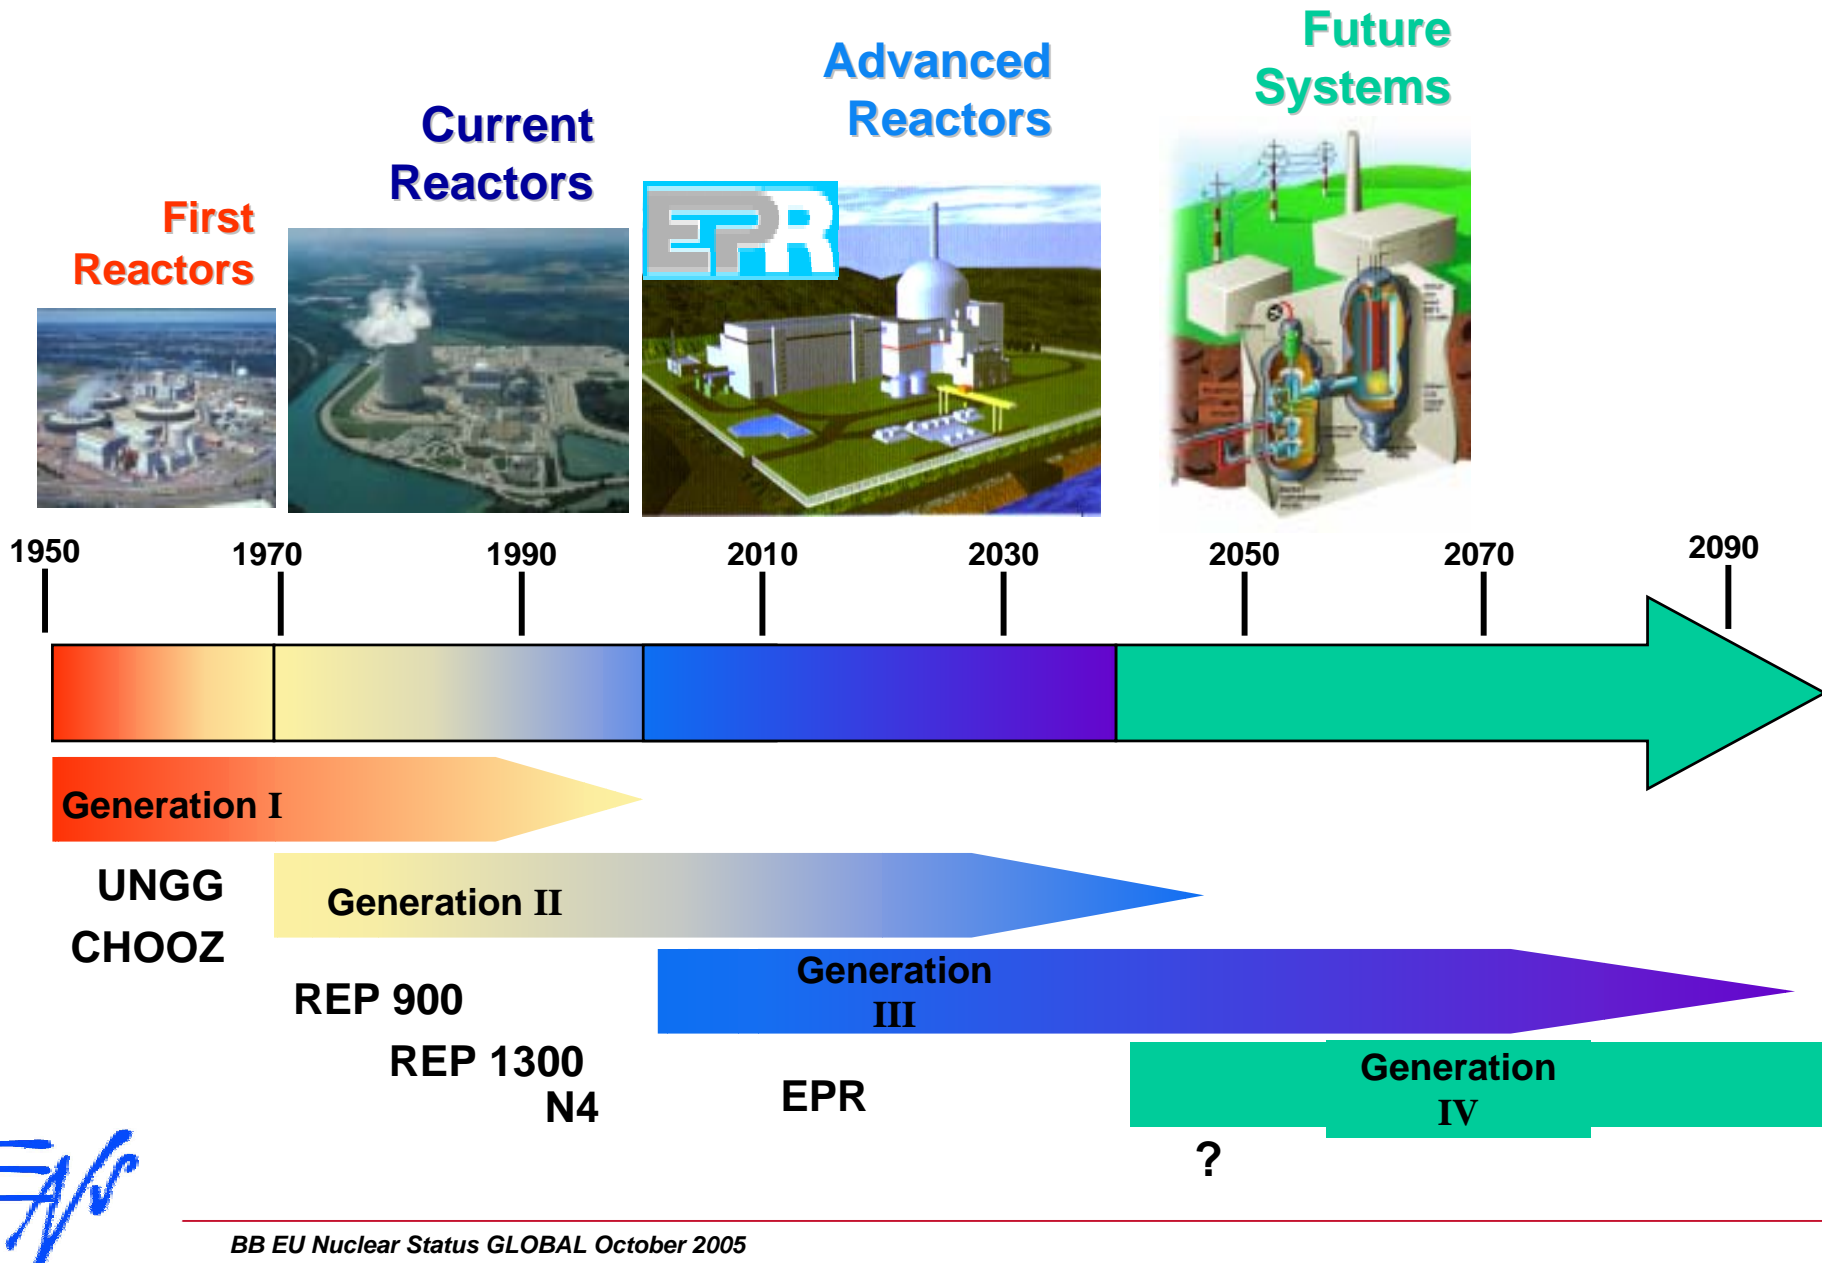 Future
Systems
Advanced
Reactors
Current
Reactors
First
Reactors
EPR
1950
1970
1990
2010
2030
2050
2070
2090
Generation I
UNGG
CHOOZ
Generation II
REP 900
REP 1300
N4
Generation
III
EPR
Generation
IV
?
ENS
BB EU Nuclear Status GLOBAL October 2005